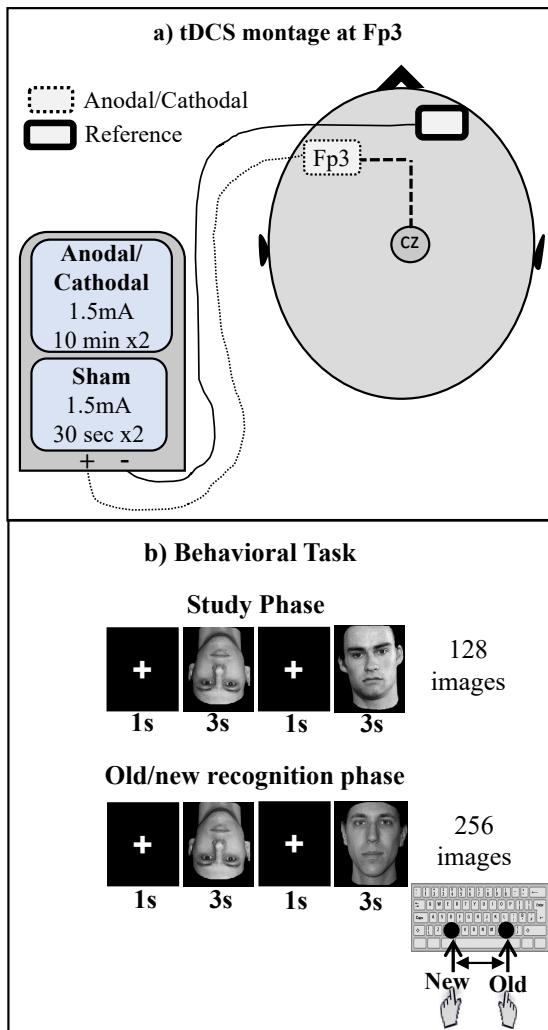 a) tDCS montage at Fp3
Anodal/Cathodal
Reference
Fp3
CZ
Anodal/
Cathodal
1.5mA
10 min x2
Sham
1.5mA
30 sec x2
+ -
b) Behavioral Task
Study Phase
+ +
128
images
1s 3s 1s 3s
Old/new recognition phase
+ +
256
images
1s 3s 1s 3s
New Old